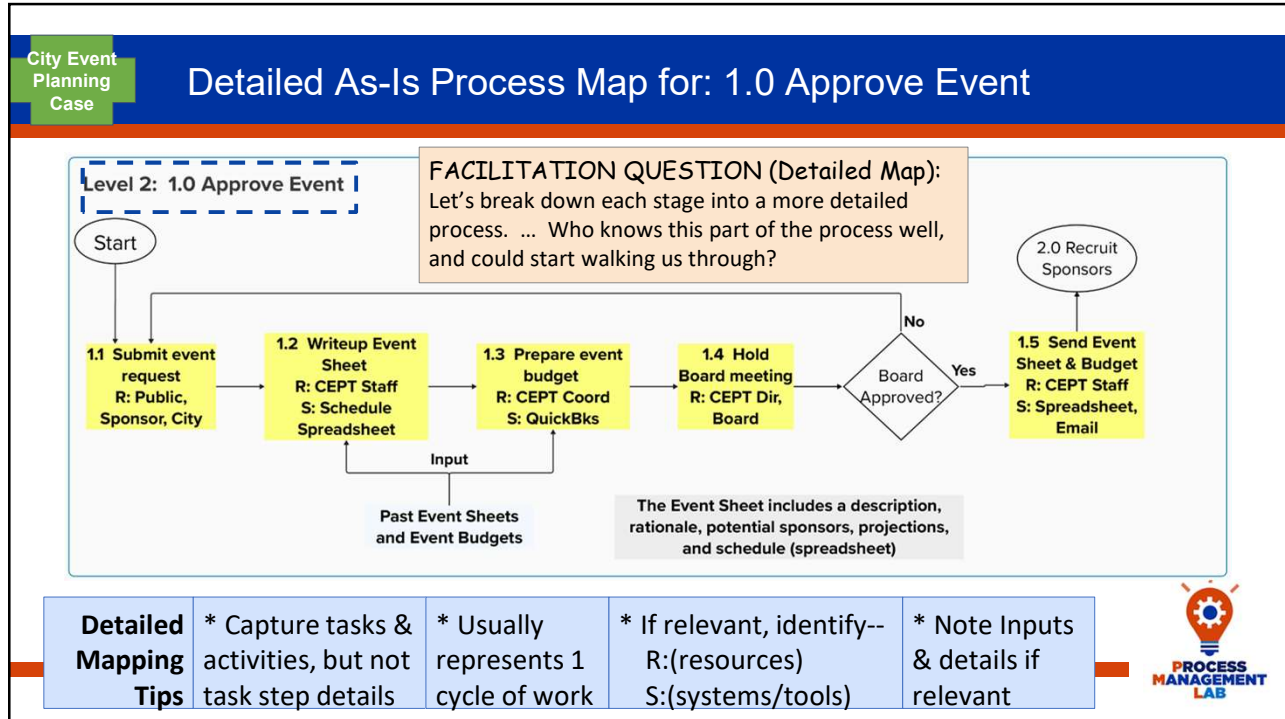 City Event
Planning
Case
Detailed As-Is Process Map for: 1.0 Approve Event
Level 2: 1.0 Approve Event
FACILITATION QUESTION (Detailed Map):
Let's break down each stage into a more detailed
process. ... Who knows this part of the process well,
and could start walking us through?
Start
2.0 Recruit
Sponsors
1.1 Submit event
request
R: Public,
Sponsor, City
1.2 Writeup Event
Sheet
R: CEPT Staff
S: Schedule
Spreadsheet
1.3 Prepare event
budget
R: CEPT Coord
S: QuickBks
1.4 Hold
Board meeting
R: CEPT Dir,
Board
No
Board
Approved?
Yes
1.5 Send Event
Sheet & Budget
R: CEPT Staff
S: Spreadsheet,
Email
Input
Past Event Sheets
and Event Budgets
The Event Sheet includes a description,
rationale, potential sponsors, projections,
and schedule (spreadsheet)
Detailed
Mapping
Tips
* Capture tasks &
activities, but not
task step details
* Usually
represents 1
cycle of work
* If relevant, identify--
R:(resources)
S:(systems/tools)
* Note Inputs
& details if
relevant
PROCESS
MANAGEMENT
LAB